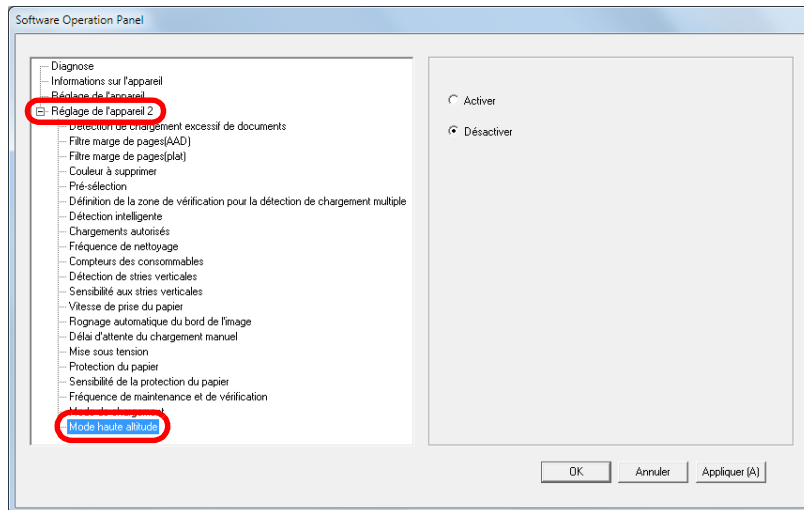 Software Operation Panel
Diagnose
Informations sur l'appareil
Réglage de l'appareil
Réglage de l'appareil 2
Détection de chargement excessif de documents
Filtre marge de pages(AAD)
Filtre marge de pages(plat)
Couleur à supprimer
Pré-sélection
Définition de la zone de vérification pour la détection de chargement multiple
Détection intelligente
Chargements autorisés
Fréquence de nettoyage
Compteurs des consommables
Détection de stries verticales
Sensibilité aux stries verticales
Vitesse de prise du papier
Rognage automatique du bord de l'image
Délai d'attente du chargement manuel
Mise sous tension
Protection du papier
Sensibilité de la protection du papier
Fréquence de maintenance et de vérification
Mode de chargement
Mode haute altitude
Activer
Désactiver
OK
Annuler
Appliquer (A)